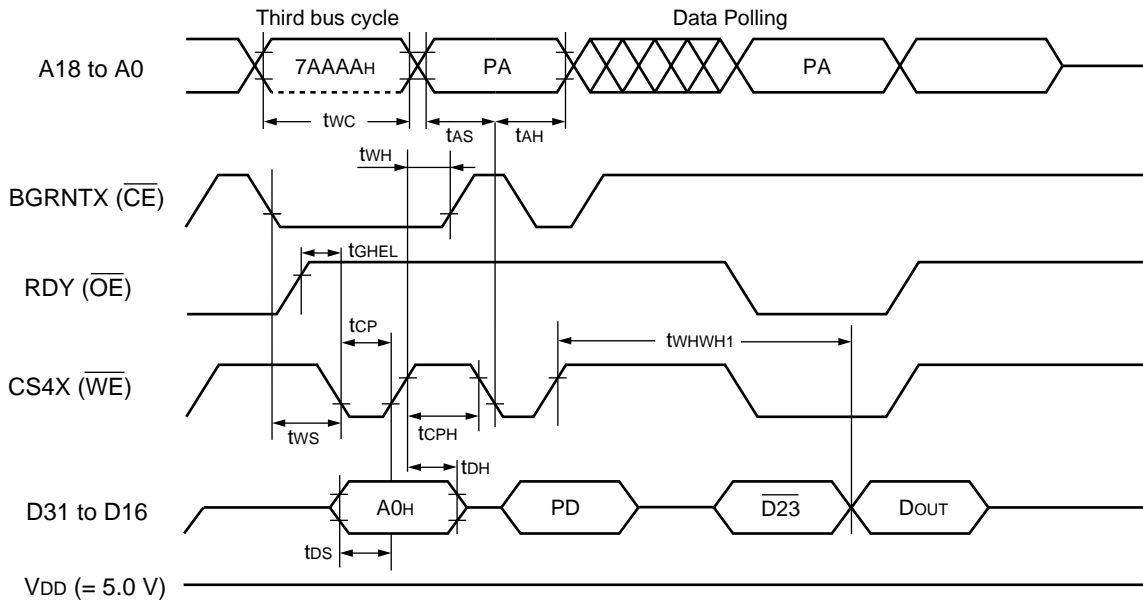 Third bus cycle
Data Polling
A18 to A0
7AAAAH
PA
PA
tWC
tAS
tAH
tWH
BGRNTX (CE)
tGHEL
RDY (OE)
tCP
tWHWH1
CS4X (WE)
tWS
tCPH
tDH
D31 to D16
A0H
PD
D23
DOUT
tDS
VDD (= 5.0 V)